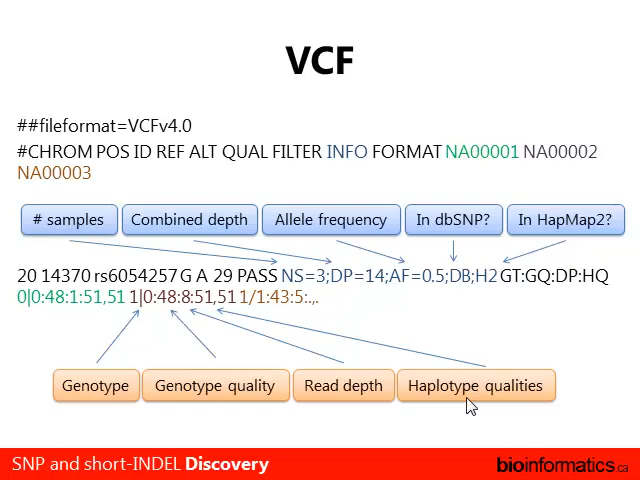 VCF
##fileformat=VCFv4.0
#CHROM POS ID REF ALT QUAL FILTER INFO FORMAT NA00001 NA00002
NA00003
# samples
Combined depth
Allele frequency
In dbSNP?
In HapMap2?
20 14370 rs6054257 G A 29 PASS NS=3;DP=14;AF=0.5;DB;H2 GT:GQ:DP:HQ
0|0:48:1:51,51 1|0:48:8:51,51 1/1:43:5:.,.
Genotype
Genotype quality
Read depth
Haplotype qualities
SNP and short-INDEL Discovery
bioinformatics.ca